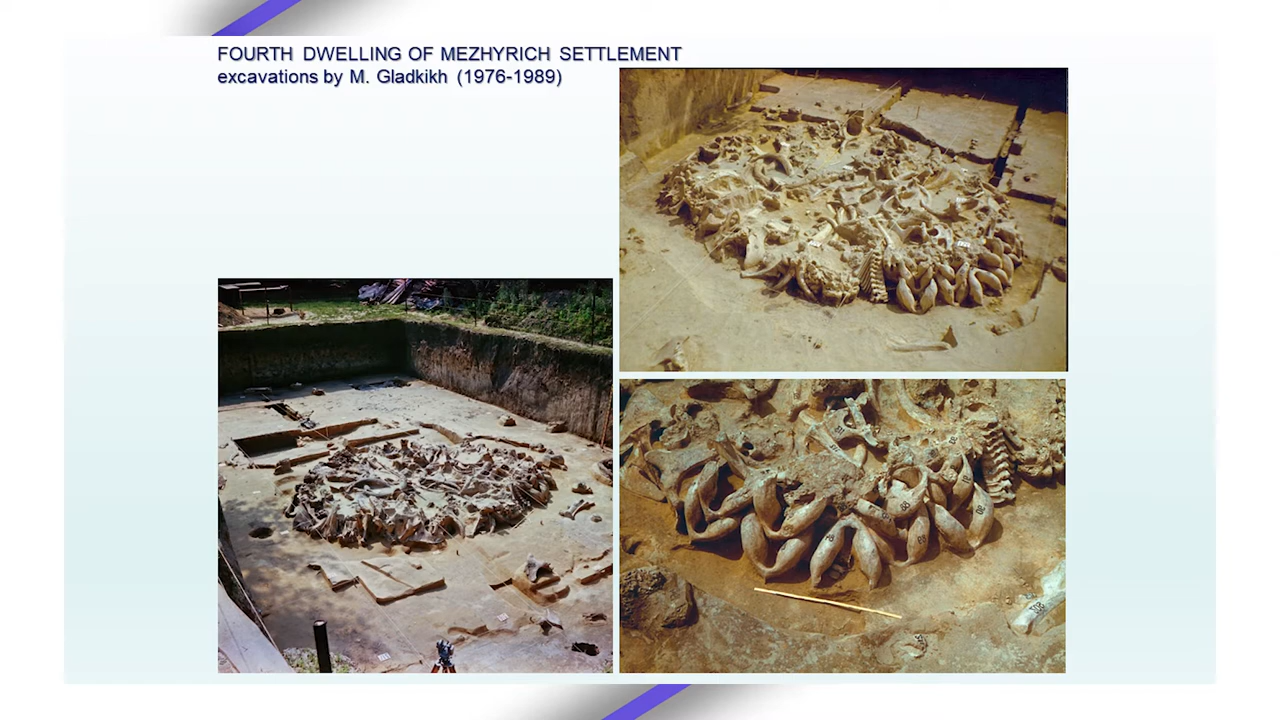 FOURTH DWELLING OF MEZHYRICH SETTLEMENT
excavations by M. Gladkikh (1976-1989)